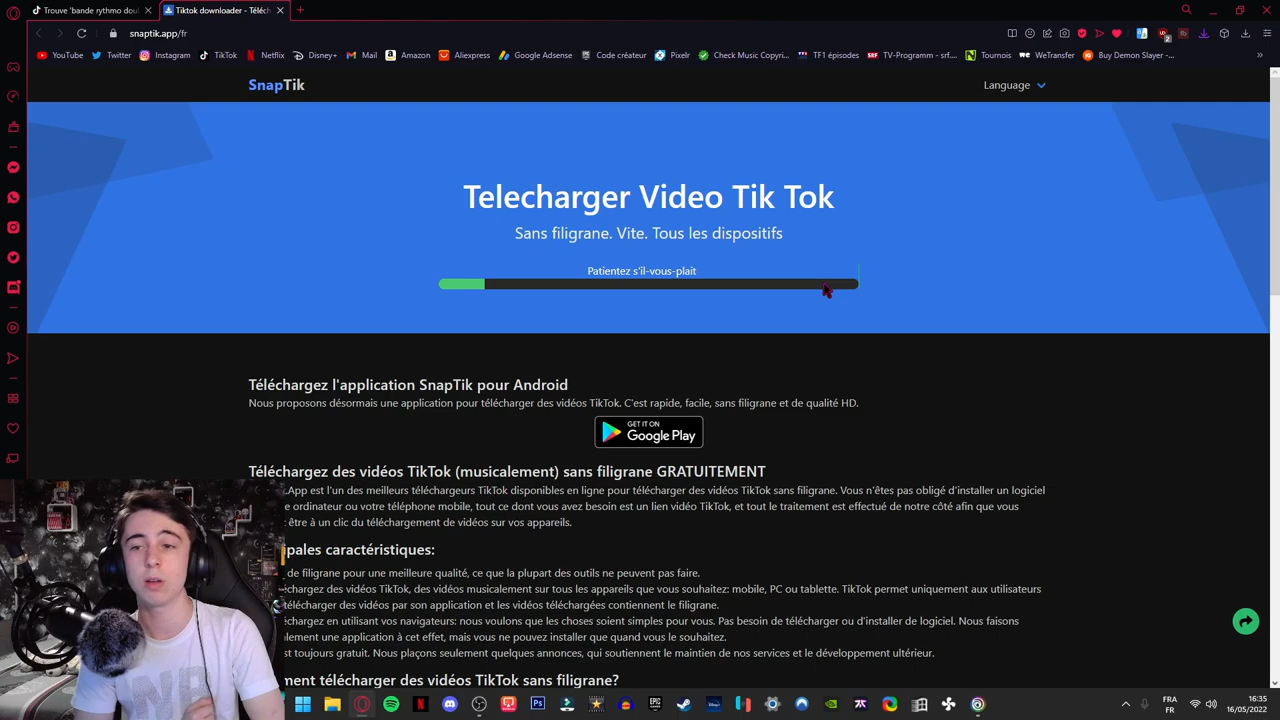 Trouve 'bande rythmo doul
Tiktok downloader - Téléch
snaptik.app/fr
YouTube
Twitter
Instagram
TikTok
Netflix
Disney+
Mail
Amazon
Aliexpress
Google Adsense
Code créateur
Pixelr
Check Music Copyri...
TF1 épisodes
TV-Programm - srf....
Tournois
WeTransfer
Buy Demon Slayer -...
SnapTik
Language
Telecharger Video Tik Tok
Sans filigrane. Vite. Tous les dispositifs
Patientez s'il-vous-plait
Téléchargez l'application SnapTik pour Android
Nous proposons désormais une application pour télécharger des vidéos TikTok. C'est rapide, facile, sans filigrane et de qualité HD.
GET IT ON
Google Play
Téléchargez des vidéos TikTok (musicalement) sans filigrane GRATUITEMENT
.App est l'un des meilleurs téléchargeurs TikTok disponibles en ligne pour télécharger des vidéos TikTok sans filigrane. Vous n'êtes pas obligé d'installer un logiciel
e ordinateur ou votre téléphone mobile, tout ce dont vous avez besoin est un lien vidéo TikTok, et tout le traitement est effectué de notre côté afin que vous
être à un clic du téléchargement de vidéos sur vos appareils.
ipales caractéristiques:
de filigrane pour une meilleure qualité, ce que la plupart des outils ne peuvent pas faire.
échargez des vidéos TikTok, des vidéos musicalement sur tous les appareils que vous souhaitez: mobile, PC ou tablette. TikTok permet uniquement aux utilisateurs
télécharger des vidéos par son application et les vidéos téléchargées contiennent le filigrane.
échargez en utilisant vos navigateurs: nous voulons que les choses soient simples pour vous. Pas besoin de télécharger ou d'installer de logiciel. Nous faisons
alement une application à cet effet, mais vous ne pouvez installer que quand vous le souhaitez.
st toujours gratuit. Nous plaçons seulement quelques annonces, qui soutiennent le maintien de nos services et le développement ultérieur.
ment télécharger des vidéos TikTok sans filigrane?
FRA
FR
16:35
16/05/2022